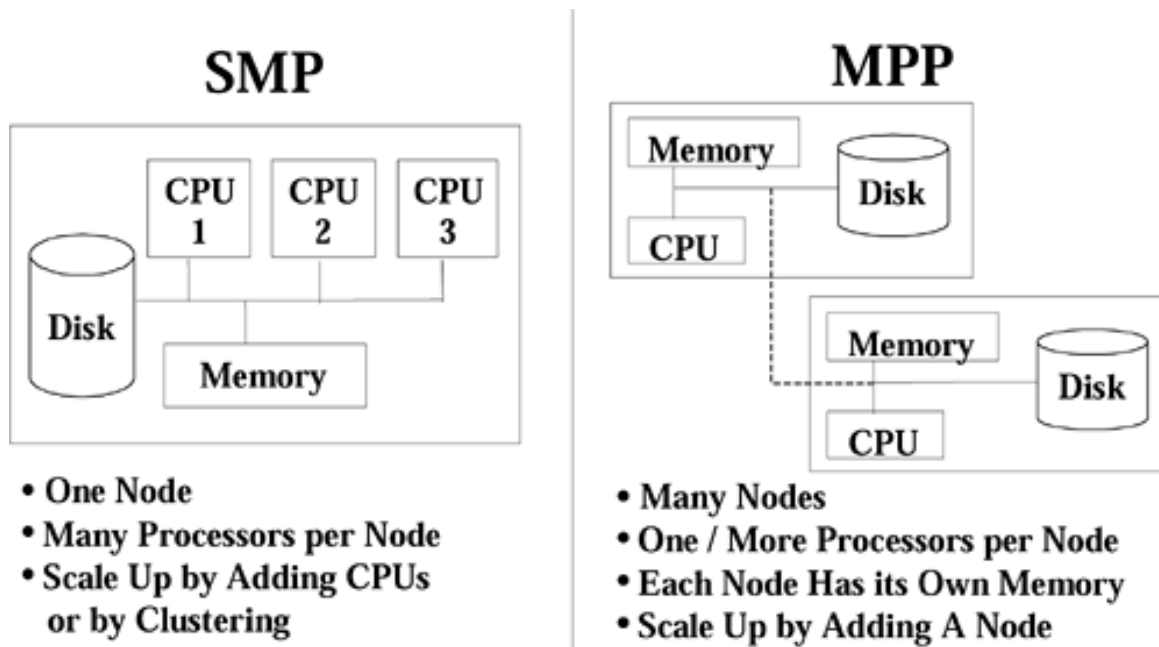 SMP
CPU
1
CPU
2
CPU
3
Disk
Memory
• One Node
• Many Processors per Node
• Scale Up by Adding CPUs
or by Clustering
MPP
Memory
Disk
CPU
Memory
Disk
CPU
• Many Nodes
• One / More Processors per Node
• Each Node Has its Own Memory
• Scale Up by Adding A Node